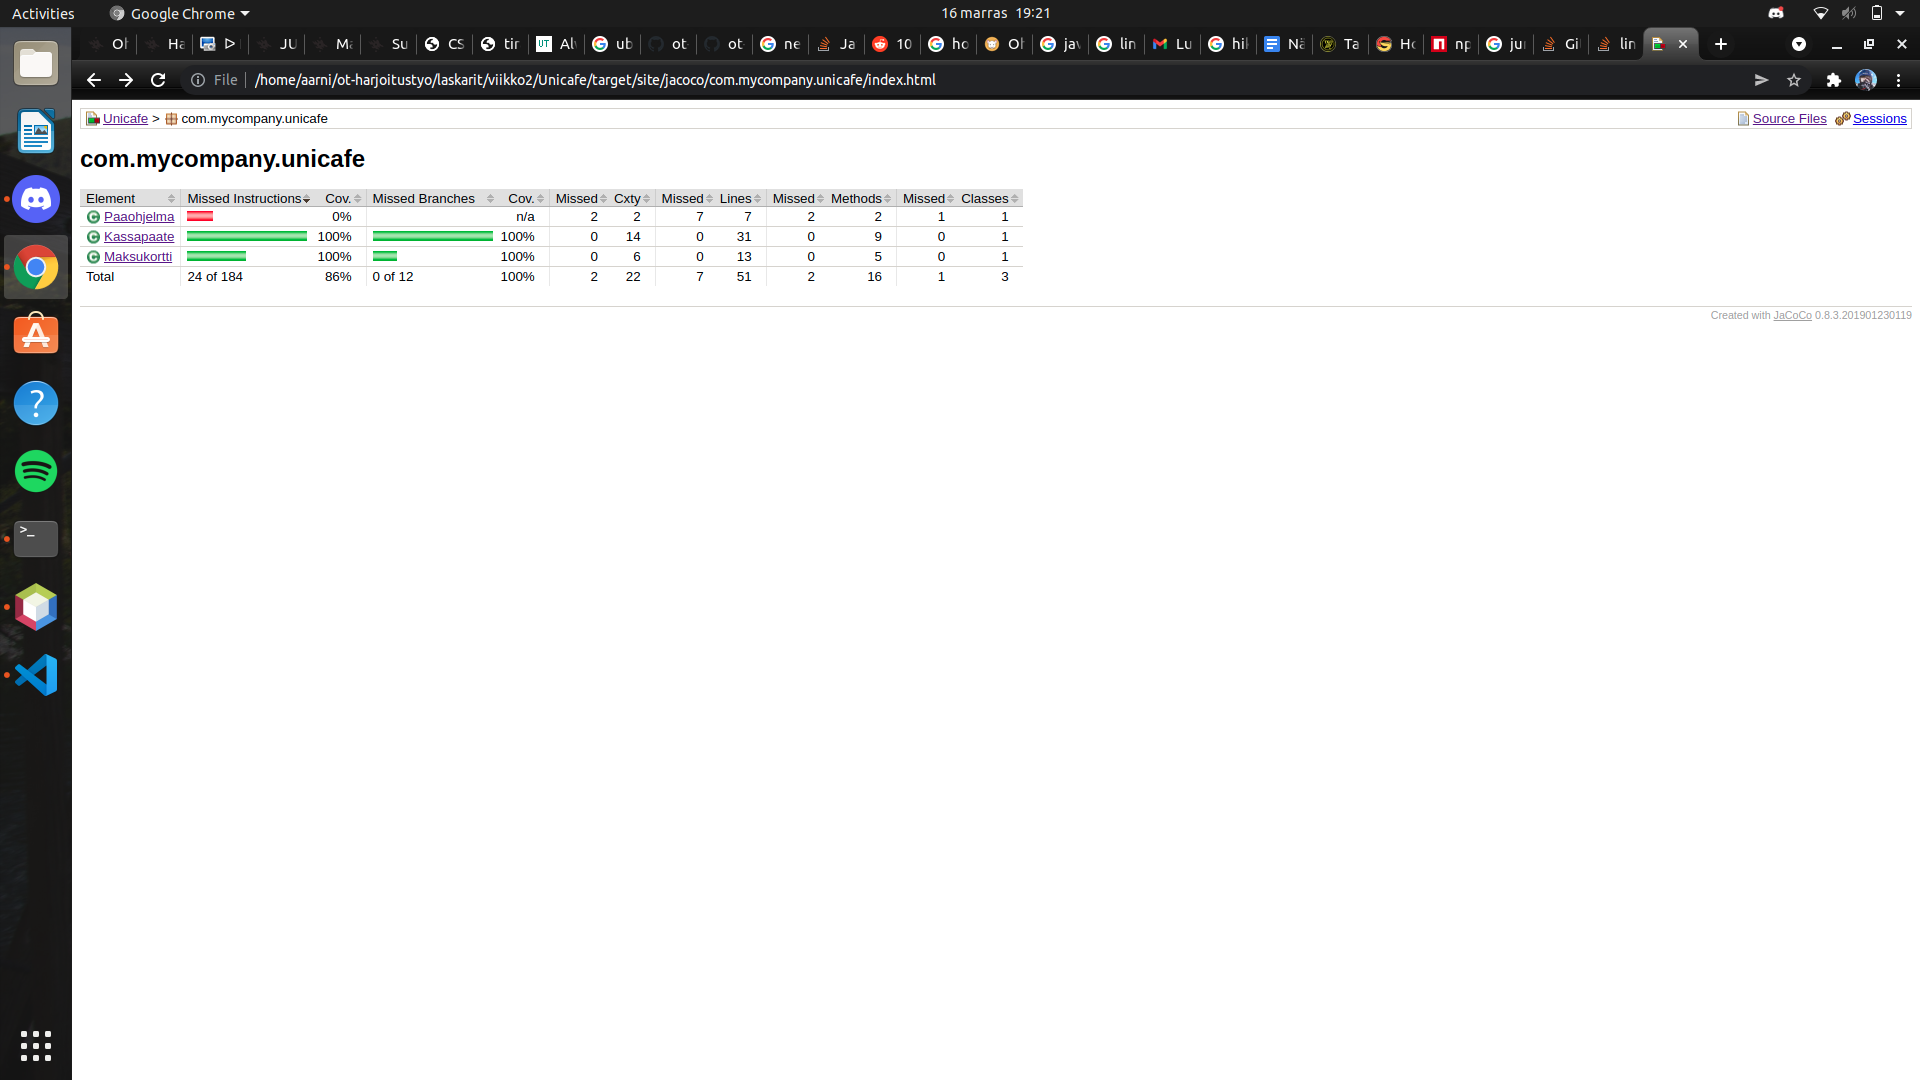 Activities Google Chrome 16 marras 19:21
Ol Ha JU Ma Su CS tir UT Al ub ot ot ne Ja 10 ho Ol jav lin Lu hil Nä Ta Ho np ju Gi lin
File /home/aarni/ot-harjoitustyo/laskarit/viikko2/Unicafe/target/site/jacoco/com.mycompany.unicafe/index.html
Unicafe > com.mycompany.unicafe Source Files Sessions
com.mycompany.unicafe
Element Missed Instructions Cov. Missed Branches Cov. Missed Cxty Missed Lines Missed Methods Missed Classes
Paaohjelma 0% n/a 2 2 7 7 2 2 1 1
Kassapaate 100% 100% 0 14 0 31 0 9 0 1
Maksukortti 100% 100% 0 6 0 13 0 5 0 1
Total 24 of 184 86% 0 of 12 100% 2 22 7 51 2 16 1 3
Created with JaCoCo 0.8.3.201901230119